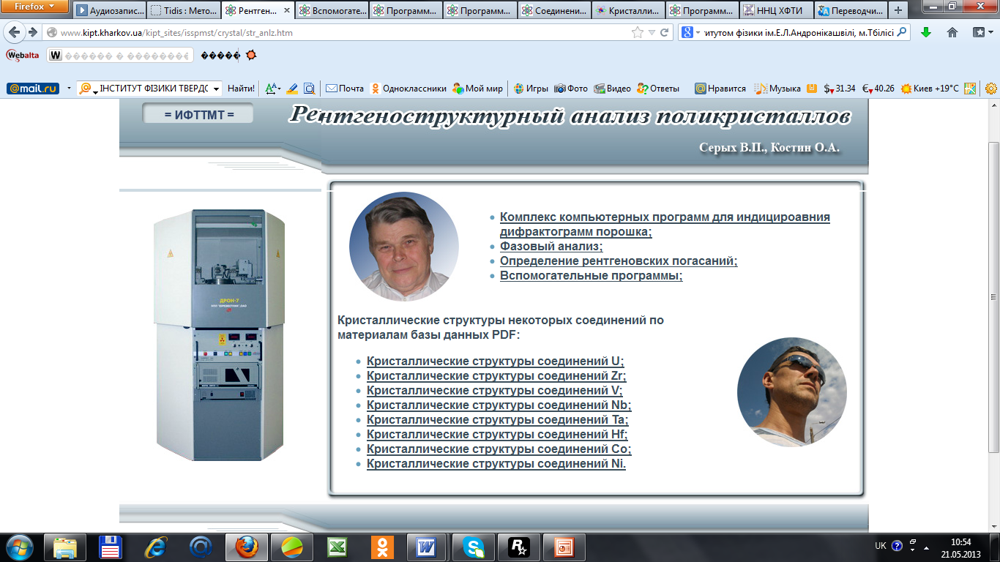 Firefox
Аудиозапис...
Tidis : Мето...
Рентген...
Вспомогате...
Программ...
Программ...
Соединени...
Кристалли...
Программ...
ННЦ ХФТИ
Переводчи...
www.kipt.kharkov.ua/kipt_sites/isspmst/crystal/str_anlz.htm
итутом фізики ім.Е.Л.Андронікашвілі, м.Тбілісі
Webalta
W ������ � ��������
�����
@mail.ru
ІНСТИТУТ ФІЗИКИ ТВЕРДС
Найти!
Почта
Одноклассники
Мой мир
Игры
Фото
Видео
Ответы
Нравится
Музыка
$ 31.34
€ 40.26
Киев +19°C
= ИФТТМТ =
Рентгеноструктурный анализ поликристаллов
Серых В.П., Костин О.А.
Комплекс компьютерных программ для индицироавния
дифрактограмм порошка;
Фазовый анализ;
Определение рентгеновских погасаний;
Вспомогательные программы;
ДРОН-7
Кристаллические структуры некоторых соединений по
материалам базы данных PDF:
Кристаллические структуры соединений U;
Кристаллические структуры соединений Zr;
Кристаллические структуры соединений V;
Кристаллические структуры соединений Nb;
Кристаллические структуры соединений Ta;
Кристаллические структуры соединений Hf;
Кристаллические структуры соединений Co;
Кристаллические структуры соединений Ni.
UK
10:54
21.05.2013